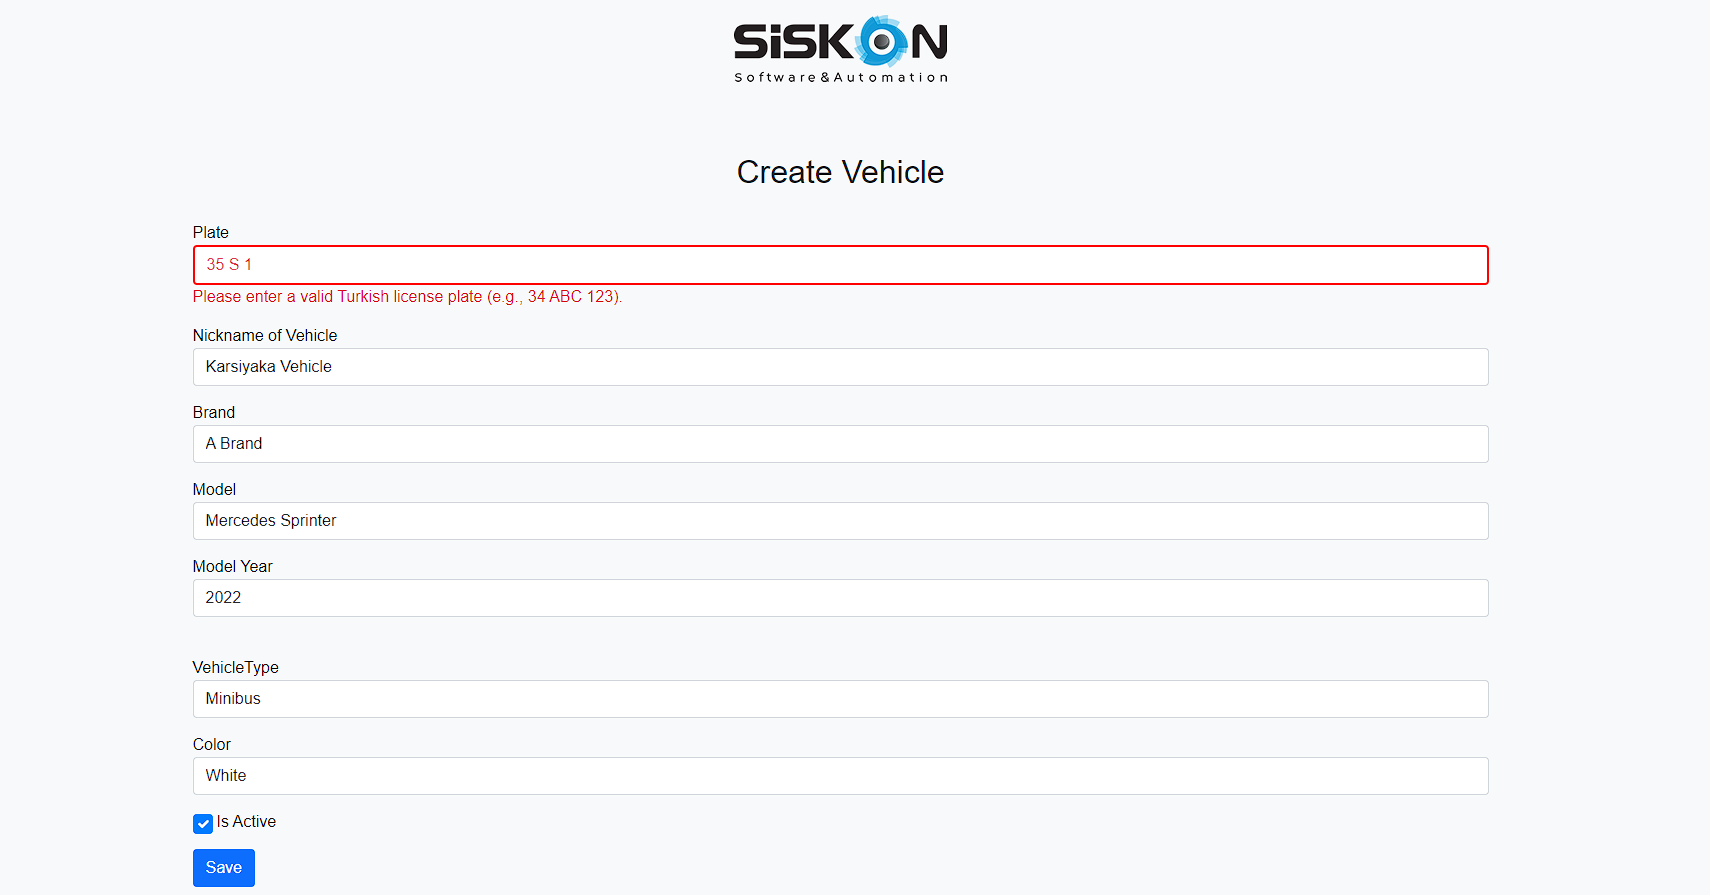 SiSKON
Software&Automation
Create Vehicle
Plate
35 S 1
Please enter a valid Turkish license plate (e.g., 34 ABC 123).
Nickname of Vehicle
Karsiyaka Vehicle
Brand
A Brand
Model
Mercedes Sprinter
Model Year
2022
VehicleType
Minibus
Color
White
Is Active
Save